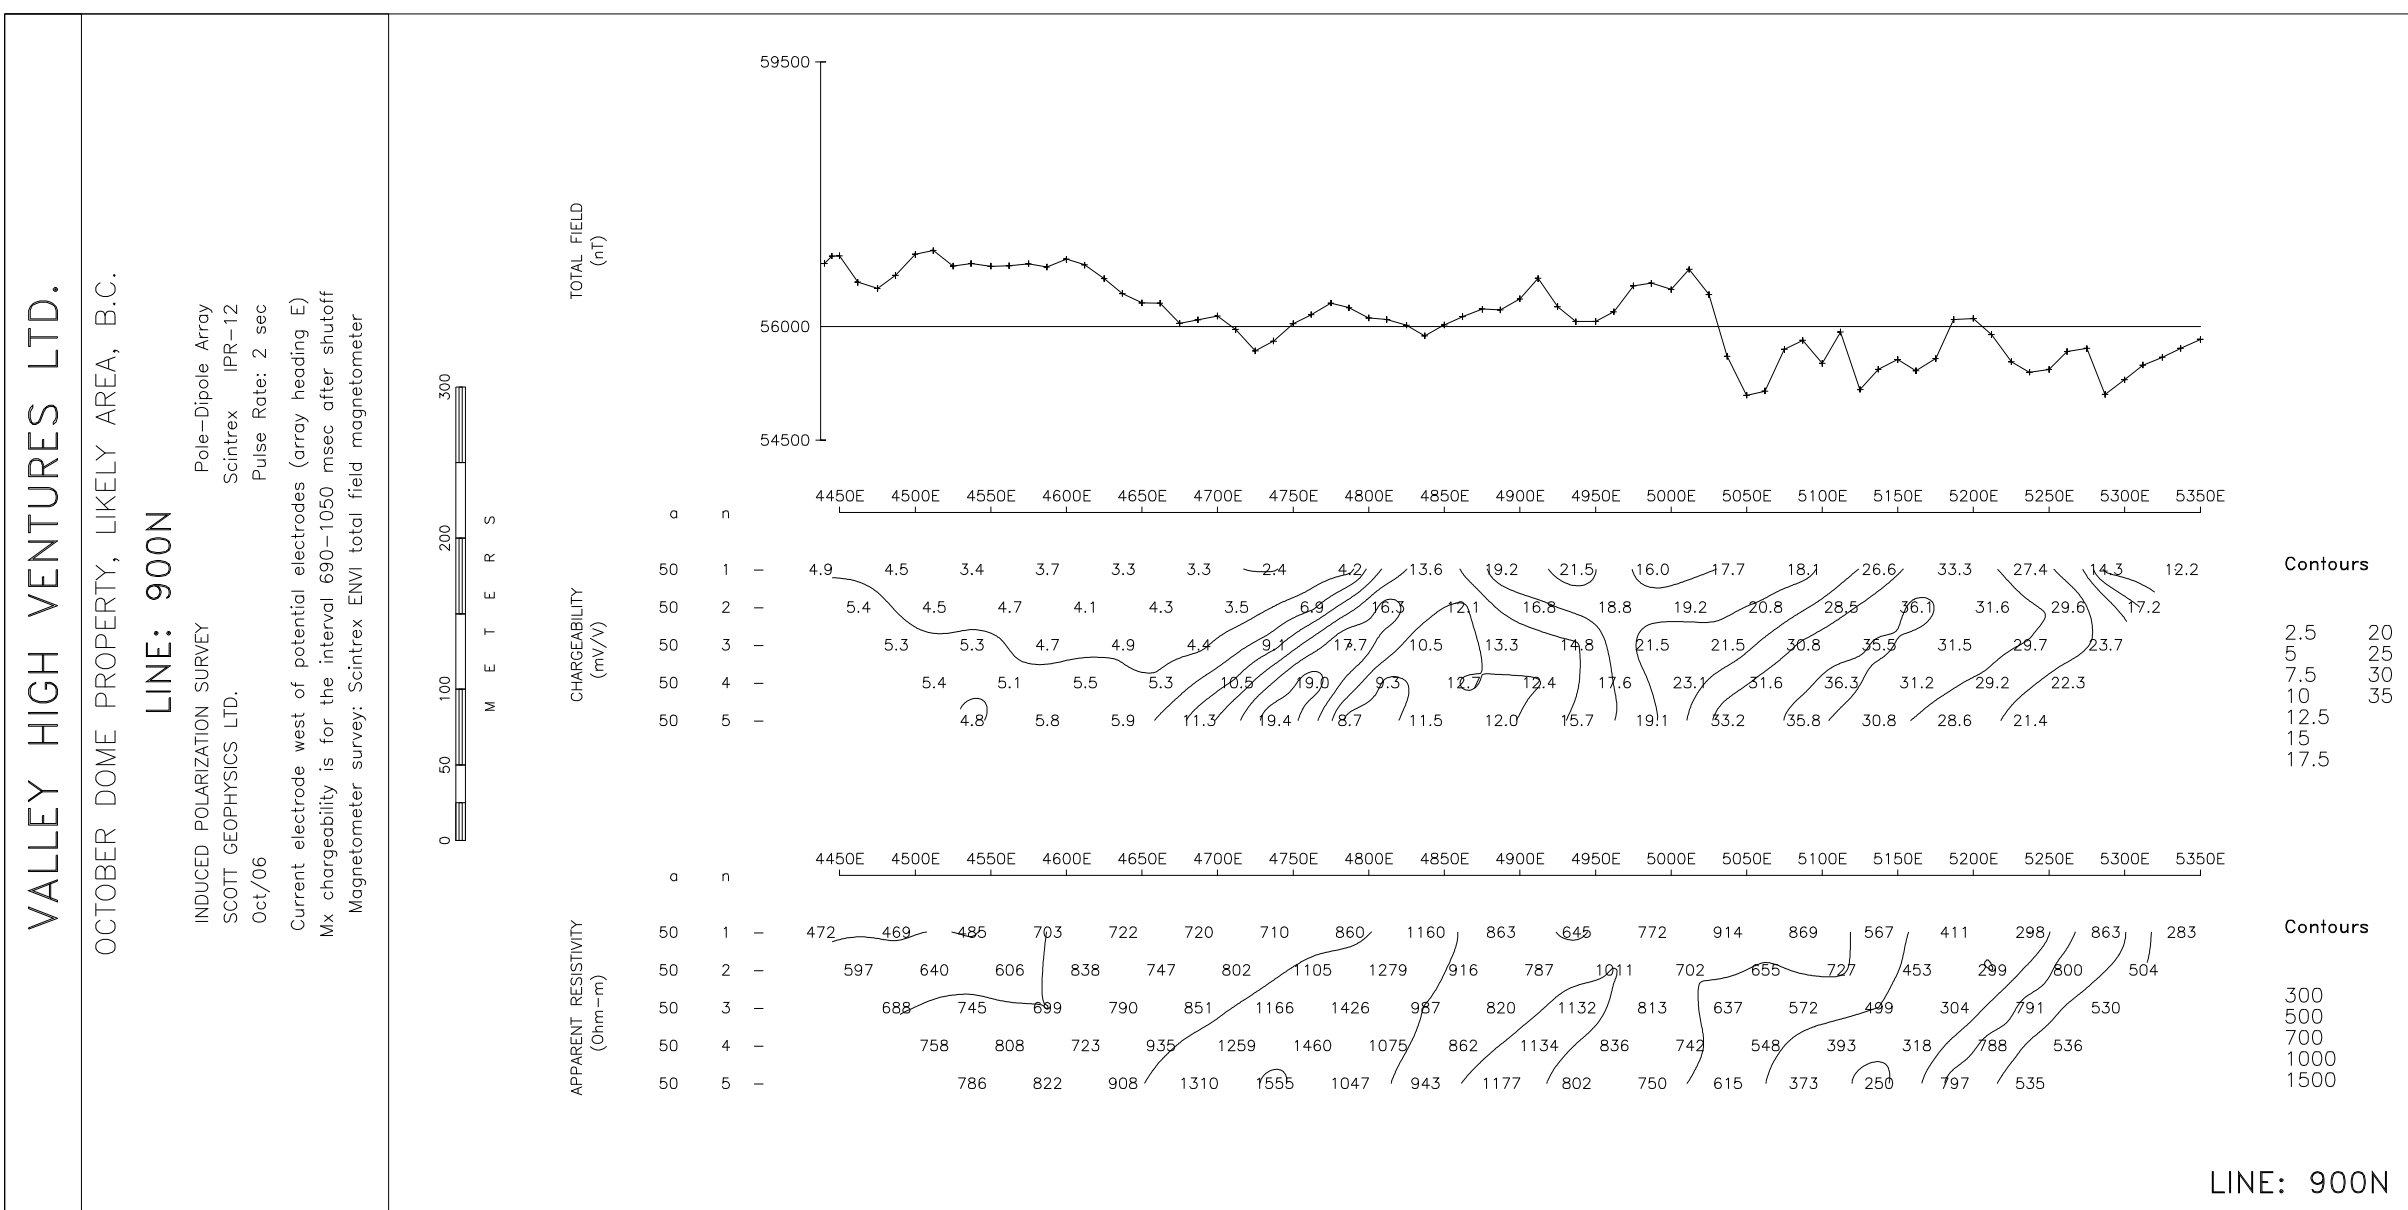 VALLEY HIGH VENTURES LTD.
OCTOBER DOME PROPERTY, LIKELY AREA, B.C.
LINE: 900N
INDUCED POLARIZATION SURVEY Pole-Dipole Array
SCOTT GEOPHYSICS LTD. Scintrex IPR-12
Oct/06 Pulse Rate: 2 sec
Current electrode west of potential electrodes (array heading E)
Mx chargeability is for the interval 690-1050 msec after shutoff
Magnetometer survey: Scintrex ENVI total field magnetometer
0 50 100 200 300
METERS
TOTAL FIELD
(nT)
59500
56000
54500
4450E 4500E 4550E 4600E 4650E 4700E 4750E 4800E 4850E 4900E 4950E 5000E 5050E 5100E 5150E 5200E 5250E 5300E 5350E
a n
CHARGEABILITY
(mV/V)
50 1 - 4.9 4.5 3.4 3.7 3.3 3.3 2.4 4.2 13.6 19.2 21.5 16.0 17.7 18.1 26.6 33.3 27.4 14.3 12.2
50 2 - 5.4 4.5 4.7 4.1 4.3 3.5 6.9 16.3 12.1 16.8 18.8 19.2 20.8 28.5 36.1 31.6 29.6 17.2
50 3 - 5.3 5.3 4.7 4.9 4.4 9.1 17.7 10.5 13.3 14.8 21.5 21.5 30.8 35.5 31.5 29.7 23.7
50 4 - 5.4 5.1 5.5 5.3 10.5 19.0 9.3 12.7 12.4 17.6 23.1 31.6 36.3 31.2 29.2 22.3
50 5 - 4.8 5.8 5.9 11.3 19.4 8.7 11.5 12.0 15.7 19.1 33.2 35.8 30.8 28.6 21.4
Contours
2.5 20
5 25
7.5 30
10 35
12.5
15
17.5
4450E 4500E 4550E 4600E 4650E 4700E 4750E 4800E 4850E 4900E 4950E 5000E 5050E 5100E 5150E 5200E 5250E 5300E 5350E
a n
APPARENT RESISTIVITY
(Ohm-m)
50 1 - 472 469 485 703 722 720 710 860 1160 863 645 772 914 869 567 411 298 863 283
50 2 - 597 640 606 838 747 802 1105 1279 916 787 1011 702 655 727 453 299 800 504
50 3 - 688 745 699 790 851 1166 1426 987 820 1132 813 637 572 499 304 791 530
50 4 - 758 808 723 935 1259 1460 1075 862 1134 836 742 548 393 318 788 536
50 5 - 786 822 908 1310 1555 1047 943 1177 802 750 615 373 250 797 535
Contours
300
500
700
1000
1500
LINE: 900N